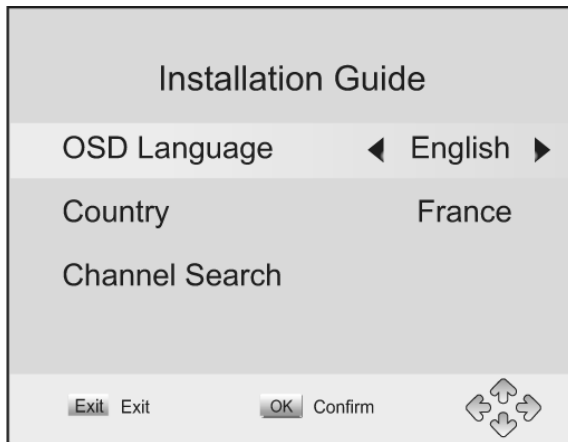 Installation Guide
OSD Language English
Country France
Channel Search
Exit Exit OK Confirm